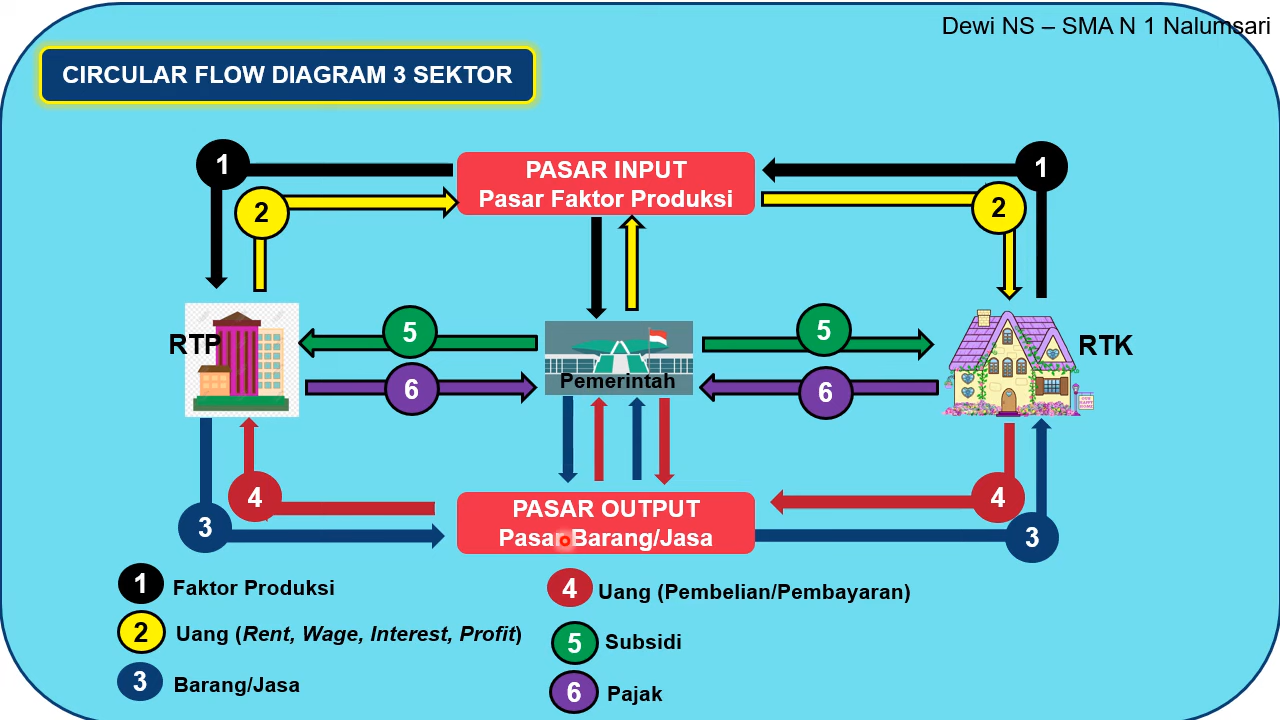 Dewi NS – SMA N 1 Nalumsari
CIRCULAR FLOW DIAGRAM 3 SEKTOR
1
PASAR INPUT
Pasar Faktor Produksi
1
2
2
RTP
5
Pemerintah
5
RTK
6
6
4
3
PASAR OUTPUT
Pasar Barang/Jasa
4
3
1 Faktor Produksi
2 Uang (Rent, Wage, Interest, Profit)
3 Barang/Jasa
4 Uang (Pembelian/Pembayaran)
5 Subsidi
6 Pajak